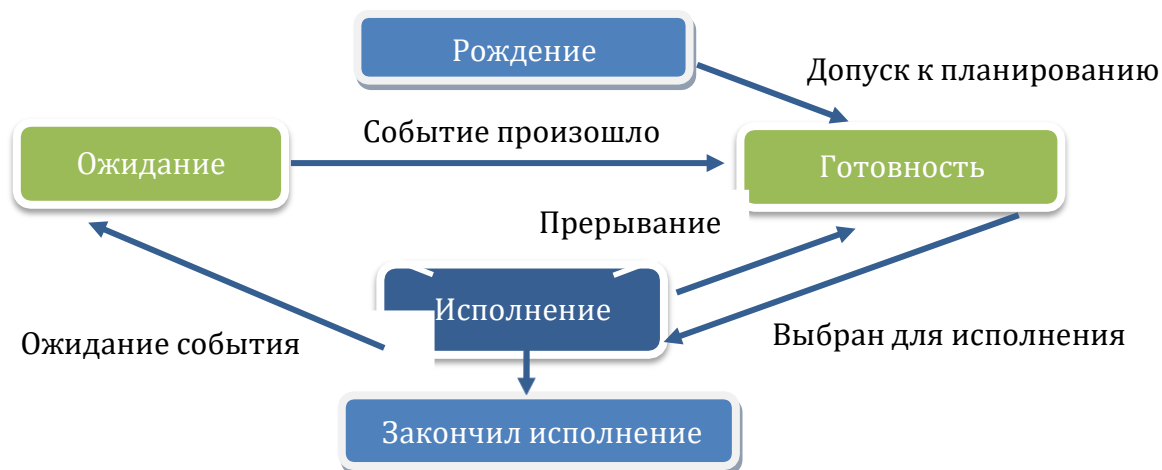 Рождение
Допуск к планированию
Событие произошло
Ожидание
Готовность
Прерывание
Исполнение
Ожидание события
Выбран для исполнения
Закончил исполнение